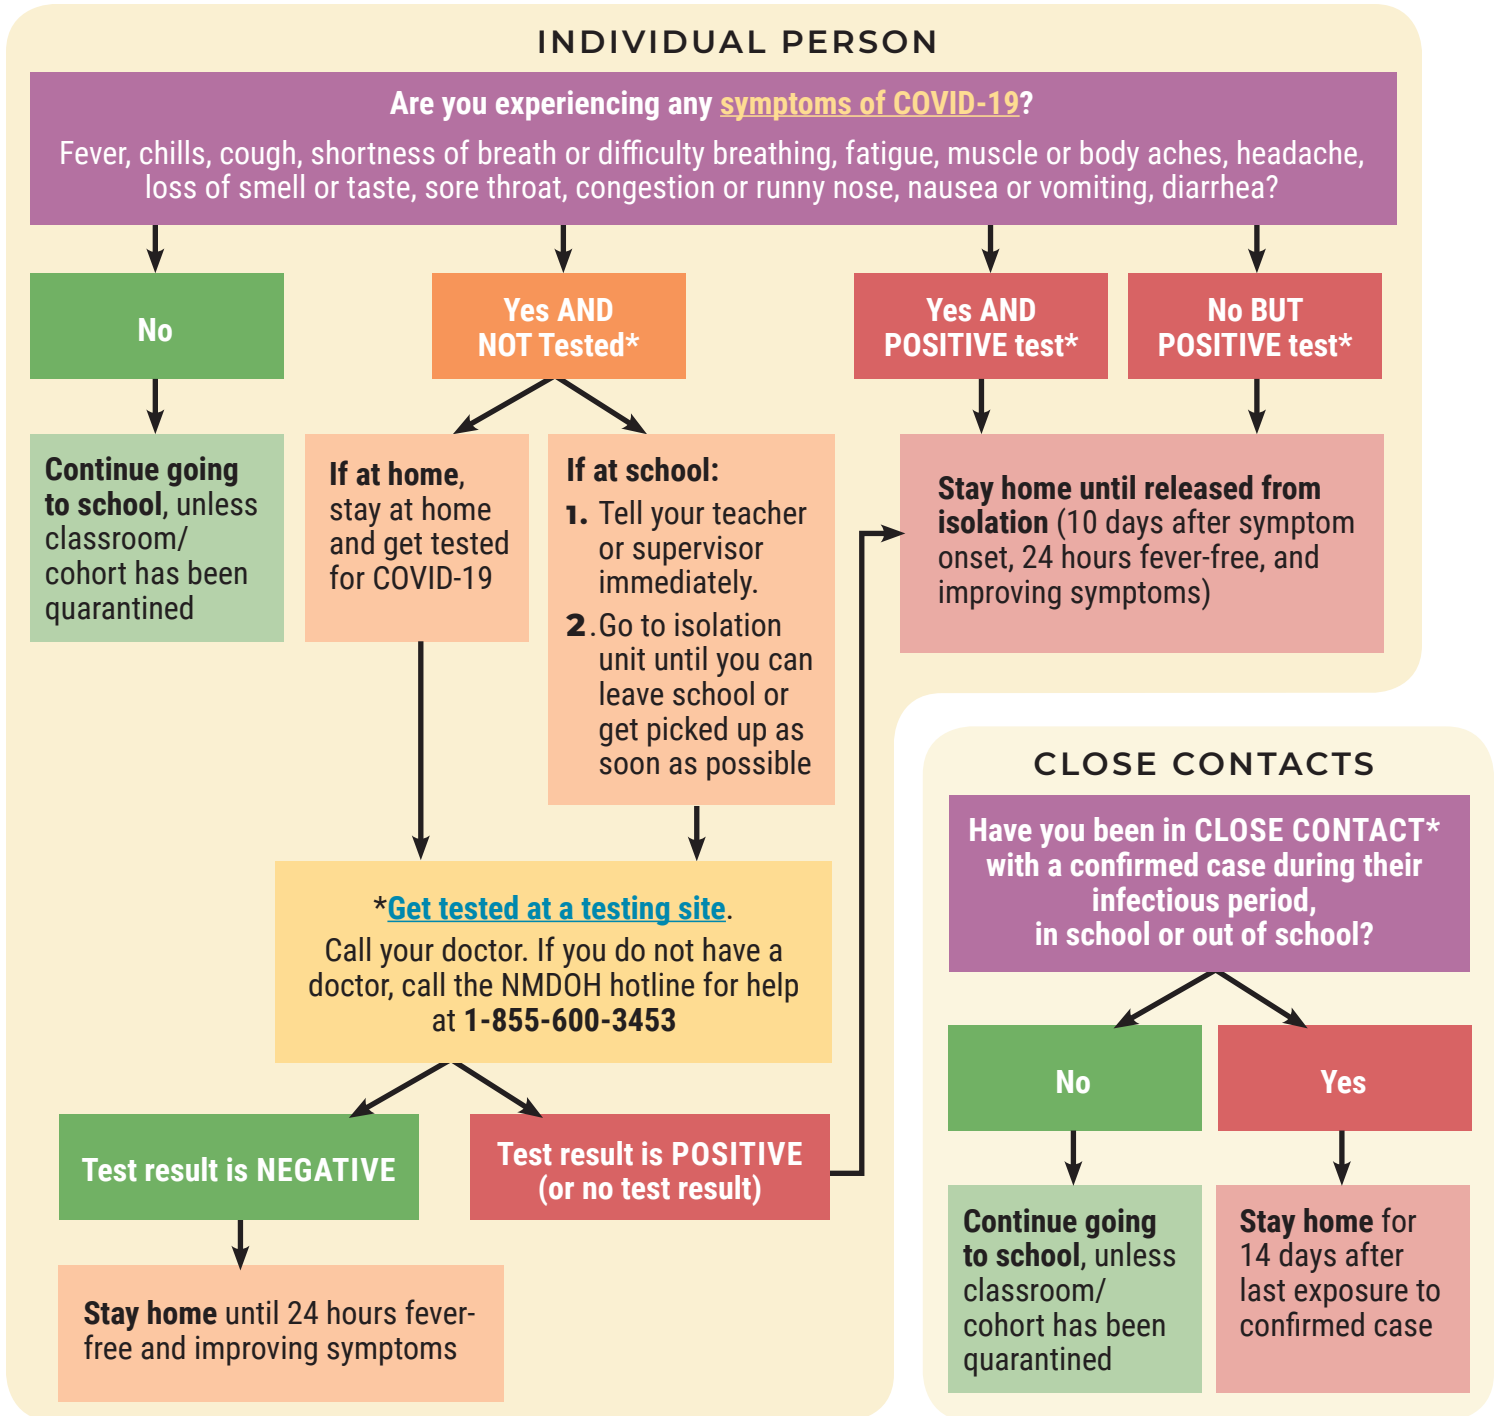 INDIVIDUAL PERSON
Are you experiencing any symptoms of COVID-19?
Fever, chills, cough, shortness of breath or difficulty breathing, fatigue, muscle or body aches, headache,
loss of smell or taste, sore throat, congestion or runny nose, nausea or vomiting, diarrhea?
No
Yes AND
NOT Tested*
Yes AND
POSITIVE test*
No BUT
POSITIVE test*
Continue going
to school, unless
classroom/
cohort has been
quarantined
If at home,
stay at home
and get tested
for COVID-19
If at school:
1. Tell your teacher
or supervisor
immediately.
2.Go to isolation
unit until you can
leave school or
get picked up as
soon as possible
Stay home until released from
isolation (10 days after symptom
onset, 24 hours fever-free, and
improving symptoms)
*Get tested at a testing site.
Call your doctor. If you do not have a
doctor, call the NMDOH hotline for help
at 1-855-600-3453
Test result is NEGATIVE
Test result is POSITIVE
(or no test result)
Stay home until 24 hours fever-
free and improving symptoms
CLOSE CONTACTS
Have you been in CLOSE CONTACT*
with a confirmed case during their
infectious period,
in school or out of school?
No
Yes
Continue going
to school, unless
classroom/
cohort has been
quarantined
Stay home for
14 days after
last exposure to
confirmed case